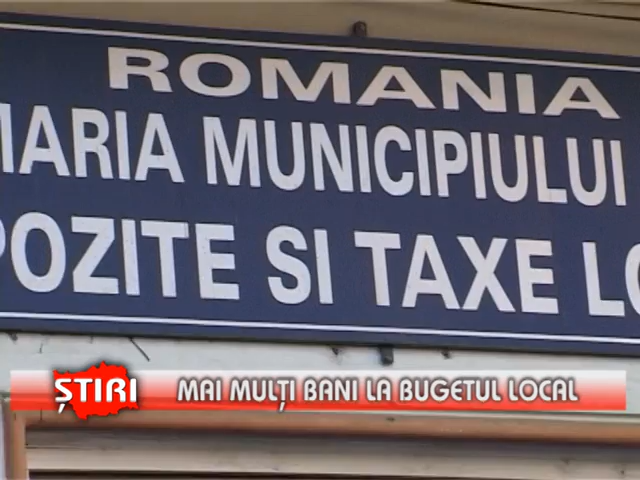 ROMANIA
MARIA MUNICIPIULUI
POZITE SI TAXE LO
ȘTIRI MAI MULȚI BANI LA BUGETUL LOCAL